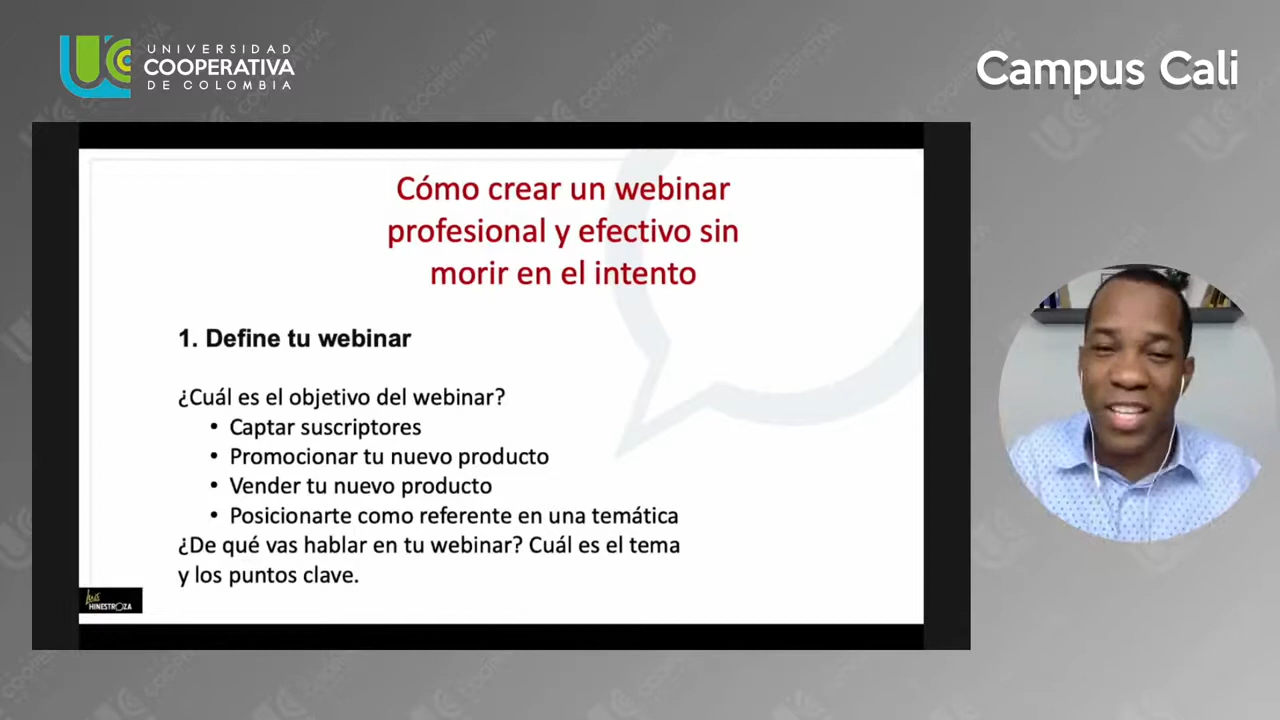 UNIVERSIDAD
COOPERATIVA
DE COLOMBIA
Campus Cali
Cómo crear un webinar
profesional y efectivo sin
morir en el intento
1. Define tu webinar
¿Cuál es el objetivo del webinar?
• Captar suscriptores
• Promocionar tu nuevo producto
• Vender tu nuevo producto
• Posicionarte como referente en una temática
¿De qué vas hablar en tu webinar? Cuál es el tema
y los puntos clave.
HINESTROZA